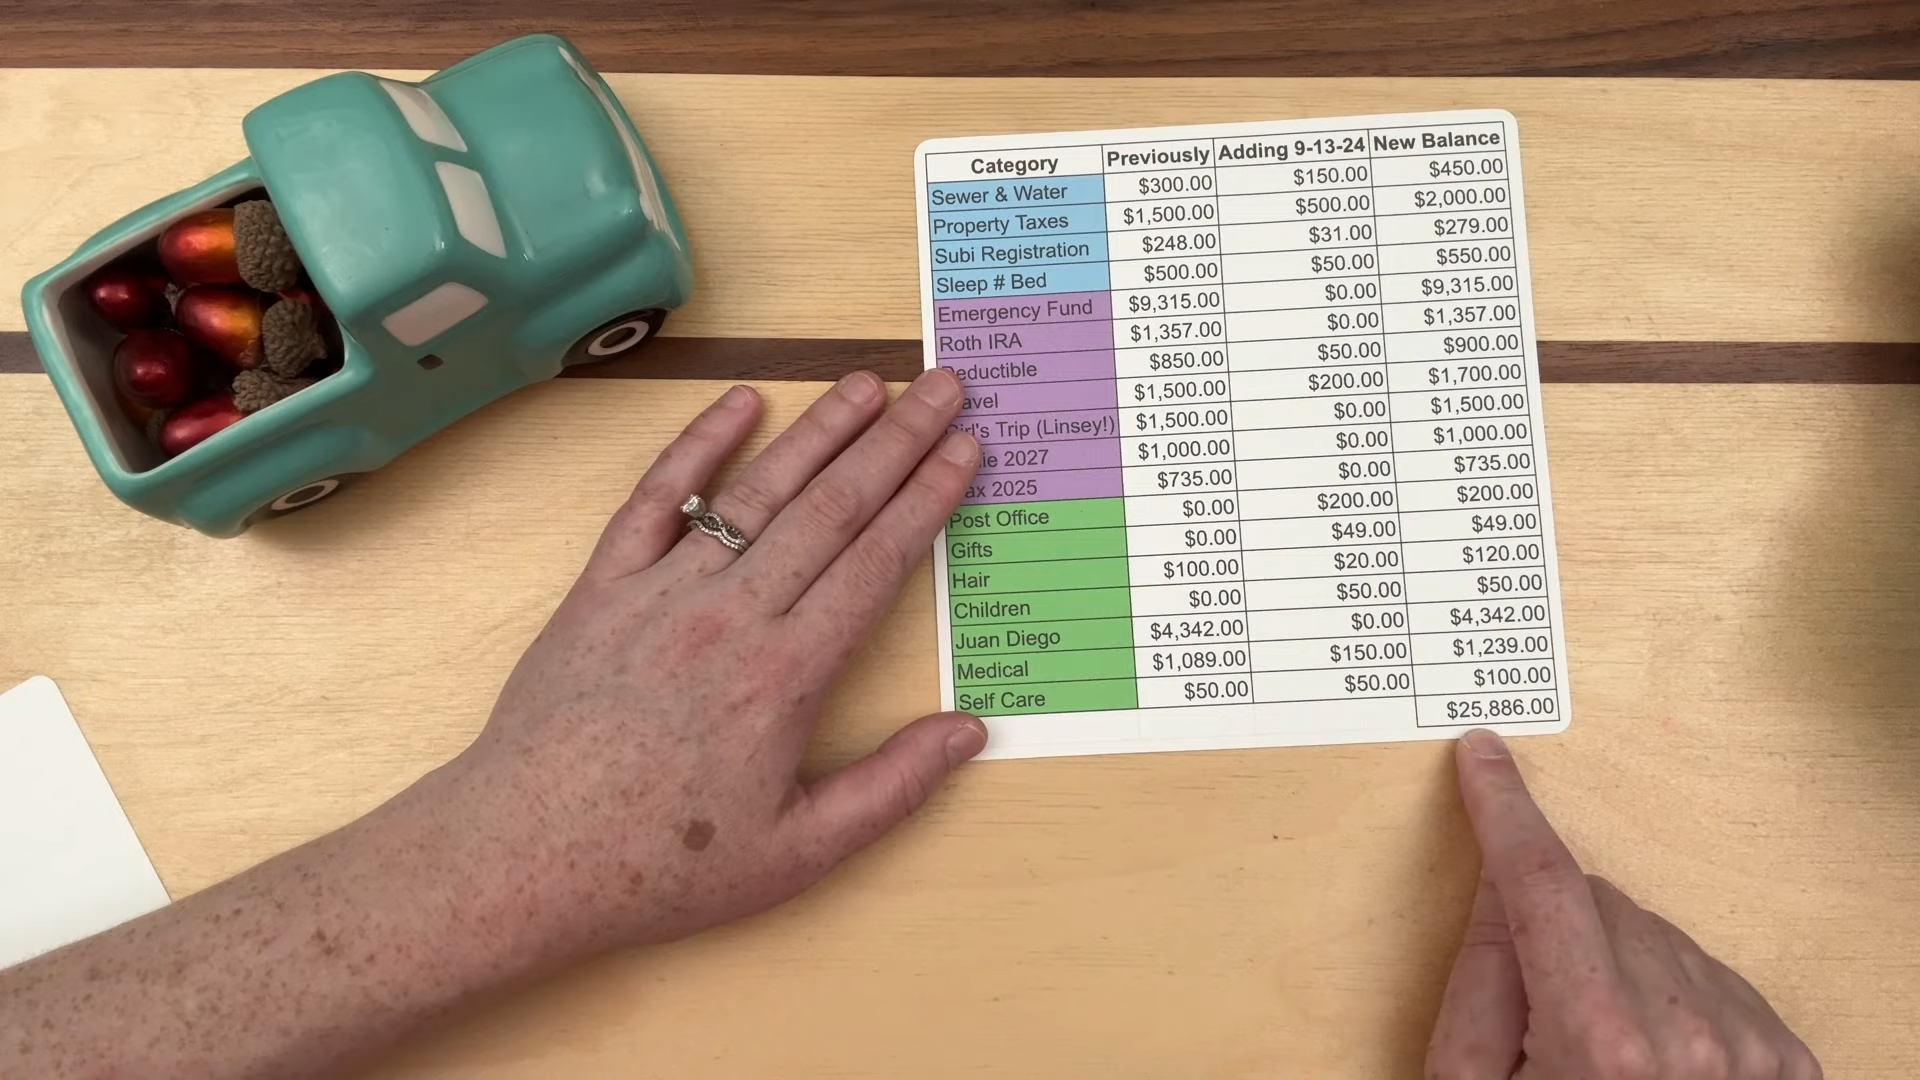 Category Previously Adding 9-13-24 New Balance
Sewer & Water $300.00 $150.00 $450.00
Property Taxes $1,500.00 $500.00 $2,000.00
Subi Registration $248.00 $31.00 $279.00
Sleep # Bed $500.00 $50.00 $550.00
Emergency Fund $9,315.00 $0.00 $9,315.00
Roth IRA $1,357.00 $0.00 $1,357.00
Deductible $850.00 $50.00 $900.00
avel $1,500.00 $200.00 $1,700.00
Girl's Trip (Linsey!) $1,500.00 $0.00 $1,500.00
ie 2027 $1,000.00 $0.00 $1,000.00
ax 2025 $735.00 $0.00 $735.00
Post Office $0.00 $200.00 $200.00
Gifts $0.00 $49.00 $49.00
Hair $100.00 $20.00 $120.00
Children $0.00 $50.00 $50.00
Juan Diego $4,342.00 $0.00 $4,342.00
Medical $1,089.00 $150.00 $1,239.00
Self Care $50.00 $50.00 $100.00
$25,886.00